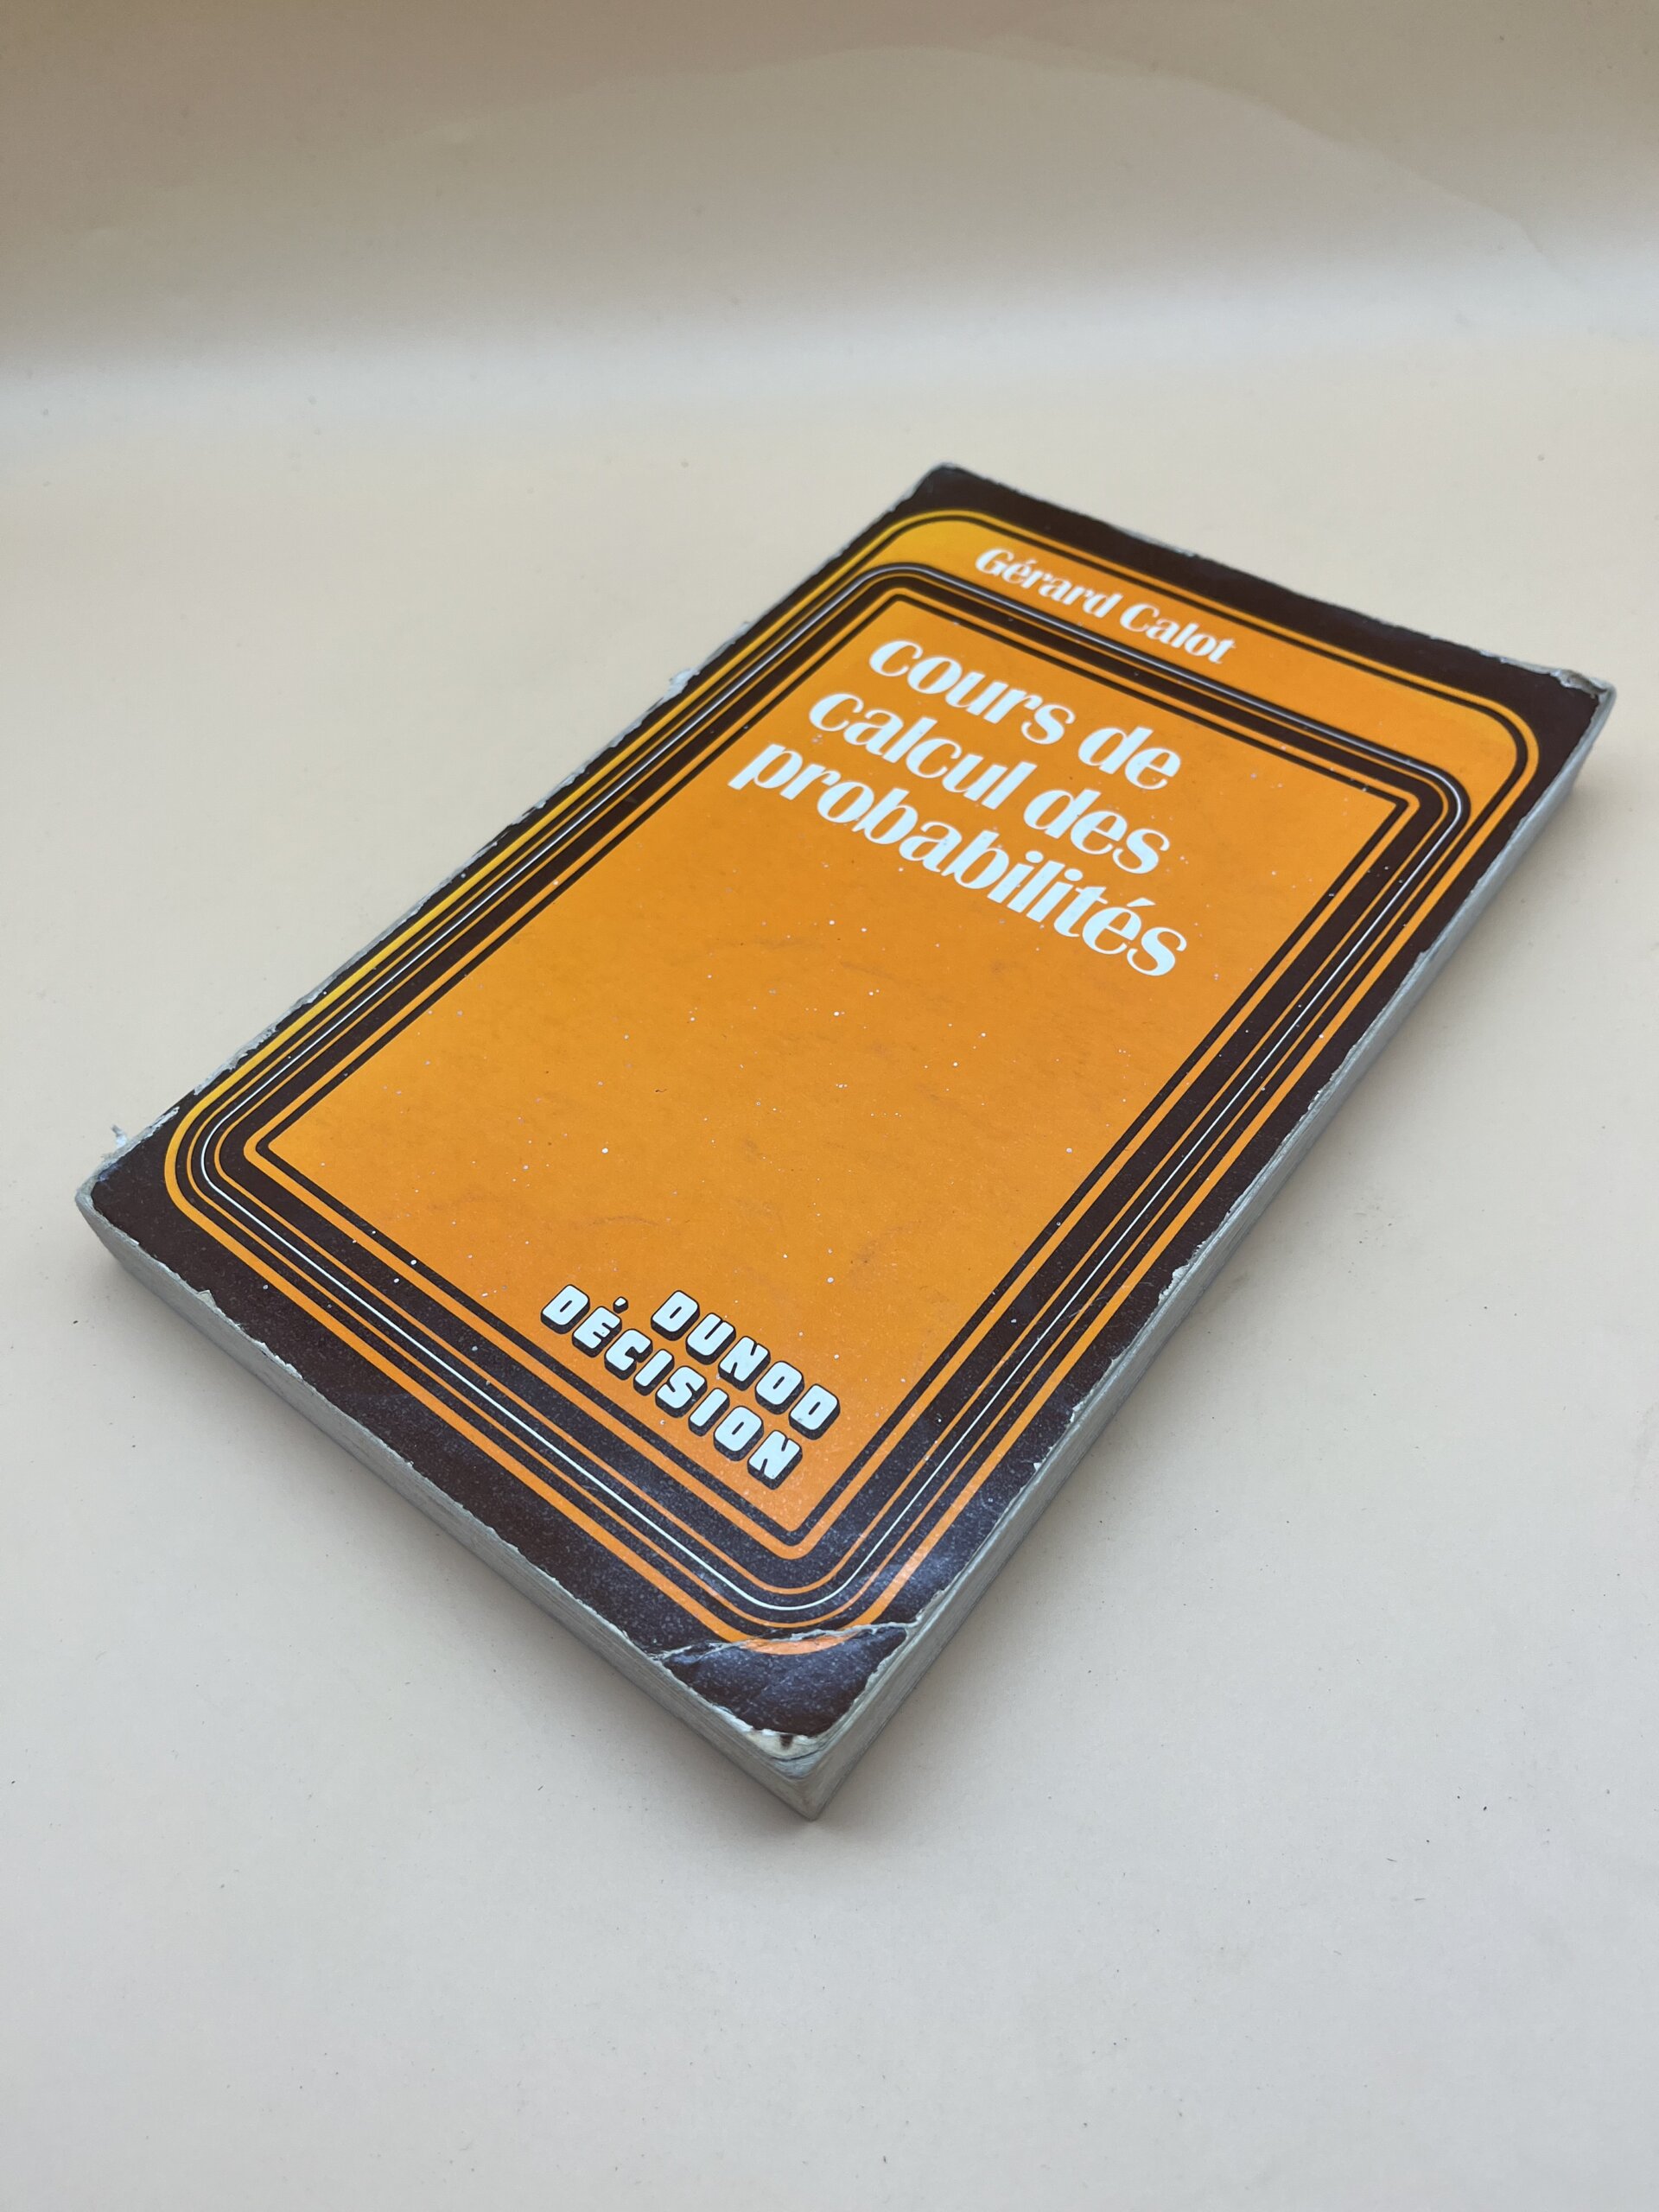 Gérard Calot
cours de
calcul des
probabilités
DUNOD
DÉCISION